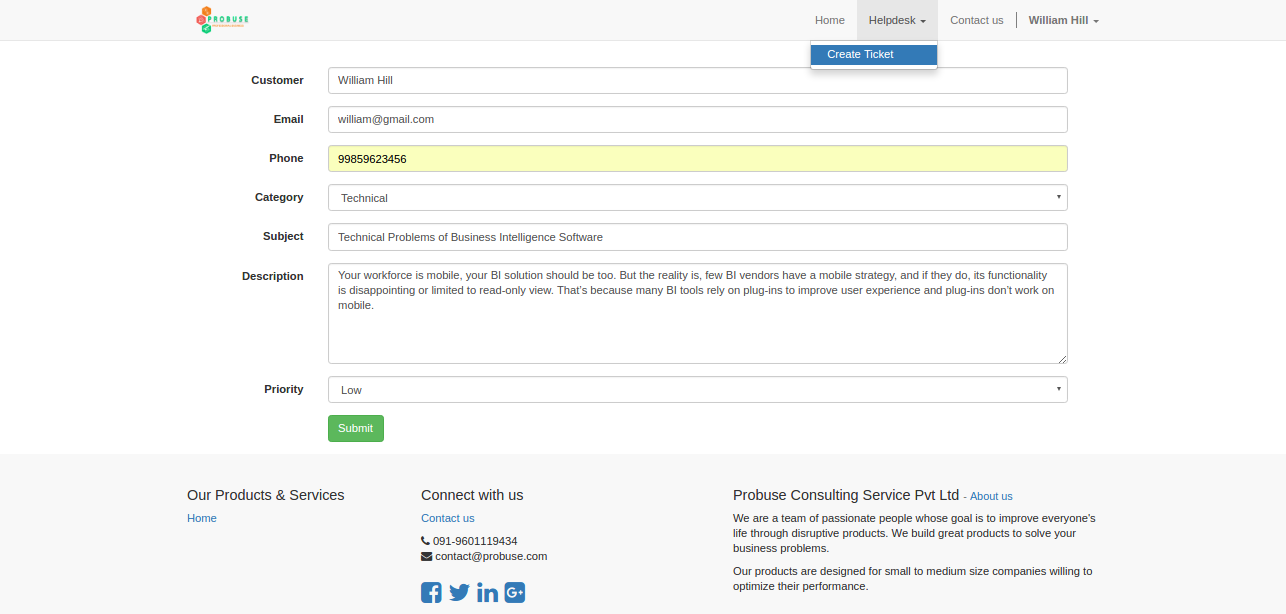 PROBUSE
Home Helpdesk Contact us William Hill
Create Ticket
Customer William Hill
Email william@gmail.com
Phone 99859623456
Category Technical
Subject Technical Problems of Business Intelligence Software
Description Your workforce is mobile, your BI solution should be too. But the reality is, few BI vendors have a mobile strategy, and if they do, its functionality
is disappointing or limited to read-only view. That's because many BI tools rely on plug-ins to improve user experience and plug-ins don't work on
mobile.
Priority Low
Submit
Our Products & Services
Home
Connect with us
Contact us
091-9601119434
contact@probuse.com
Probuse Consulting Service Pvt Ltd - About us
We are a team of passionate people whose goal is to improve everyone's
life through disruptive products. We build great products to solve your
business problems.
Our products are designed for small to medium size companies willing to
optimize their performance.